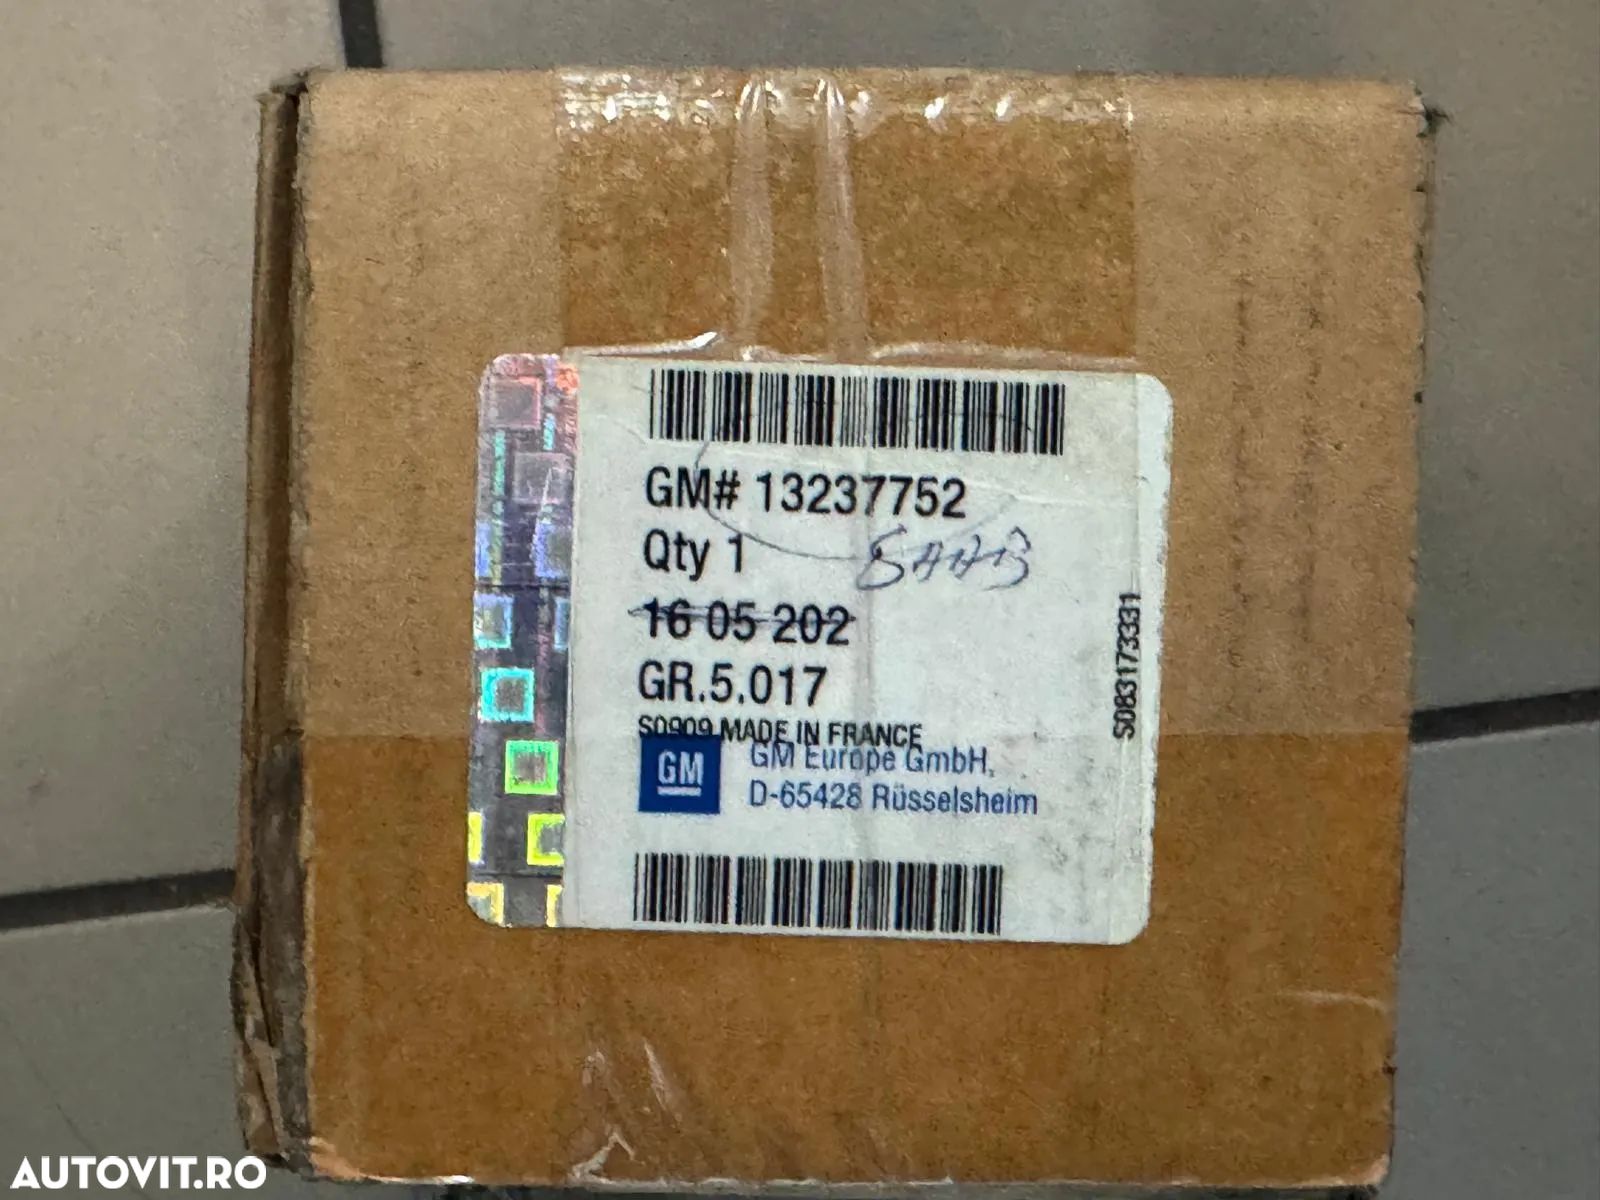 GM# 13237752
Qty 1
SAAB
16 05 202
GR.5.017
S0909 MADE IN FRANCE
GM
GM Europe GmbH,
D-65428 Rüsselsheim
S083173331
AUTOVIT.RO